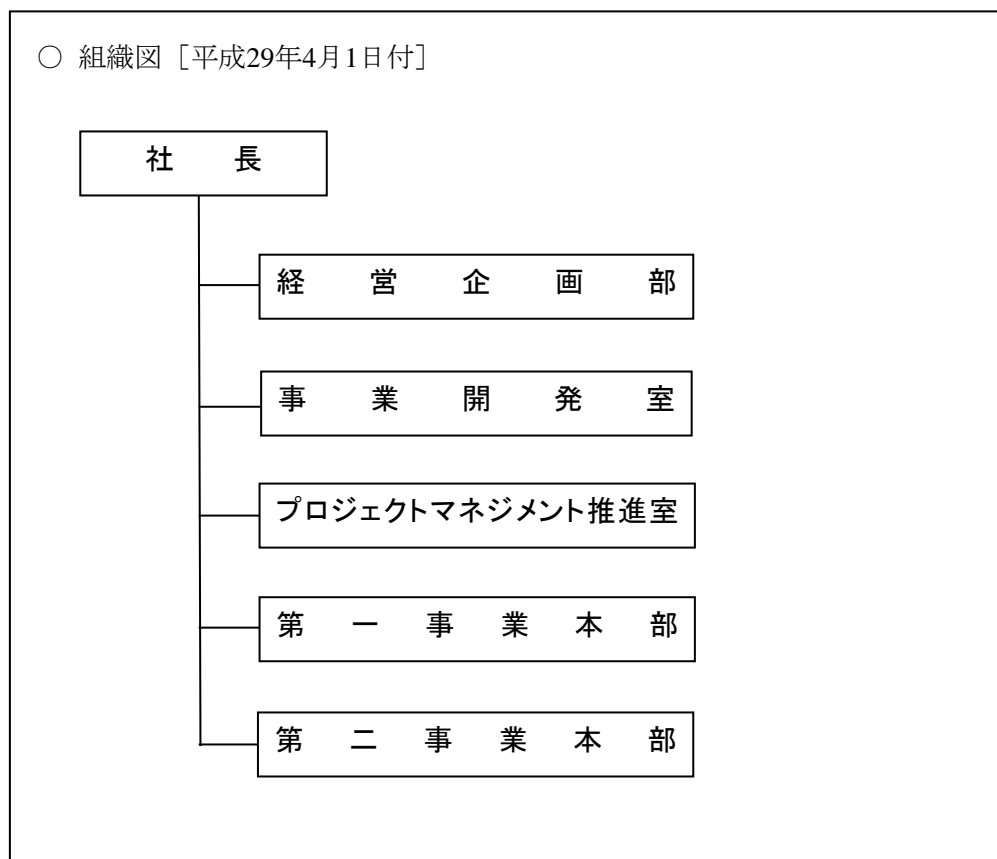 ○ 組織図［平成29年4月1日付］
社長
経営企画部
事業開発室
プロジェクトマネジメント推進室
第一事業本部
第二事業本部